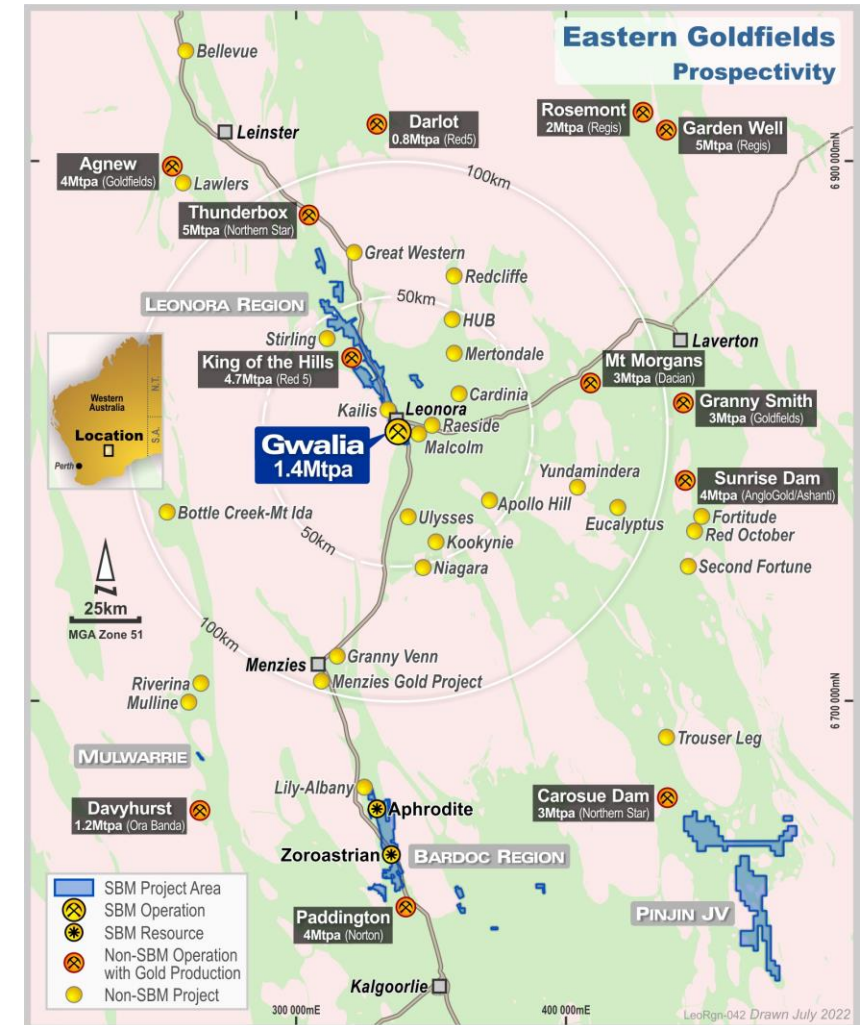 Eastern Goldfields
Prospectivity
Bellevue
Leinster
Darlot
0.8Mtpa (Red5)
Rosemont
2Mtpa (Regis)
Garden Well
5Mtpa (Regis)
Agnew
4Mtpa (Goldfields)
Lawlers
100km
6 900 000mN
Thunderbox
5Mtpa (Northern Star)
Great Western
Redcliffe
LEONORA REGION
50km
HUB
Stirling
Laverton
King of the Hills
4.7Mtpa (Red 5)
Mertondale
Mt Morgans
3Mtpa (Dacian)
Western
Australia
N.T.
S.A.
Location
Perth
Cardinia
Granny Smith
3Mtpa (Goldfields)
Kailis
Leonora
Raeside
Malcolm
Gwalia
1.4Mtpa
Yundamindera
Sunrise Dam
4Mtpa (AngloGold/Ashanti)
Bottle Creek-Mt Ida
Apollo Hill
Eucalyptus
Ulysses
Fortitude
Red October
50km
Kookynie
Niagara
Second Fortune
N
25km
MGA Zone 51
100km
Menzies
Granny Venn
Menzies Gold Project
Riverina
Mulline
6 700 000mN
Trouser Leg
MULWARRIE
Lily-Albany
Davyhurst
1.2Mtpa (Ora Banda)
Aphrodite
Carosue Dam
3Mtpa (Northern Star)
Zoroastrian
BARDOC REGION
PINJIN JV
Paddington
4Mtpa (Norton)
Kalgoorlie
SBM Project Area
SBM Operation
SBM Resource
Non-SBM Operation
with Gold Production
Non-SBM Project
300 000mE
400 000mE
LeoRgn-042 Drawn July 2022